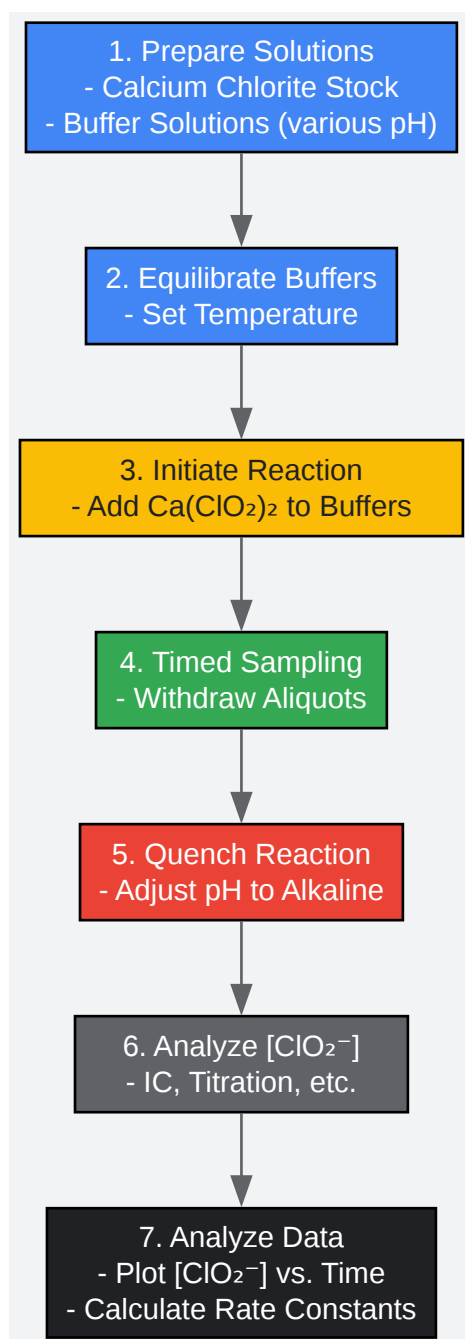 1. Prepare Solutions
- Calcium Chlorite Stock
- Buffer Solutions (various pH)
2. Equilibrate Buffers
- Set Temperature
3. Initiate Reaction
- Add Ca(ClO₂)₂ to Buffers
4. Timed Sampling
- Withdraw Aliquots
5. Quench Reaction
- Adjust pH to Alkaline
6. Analyze [ClO₂⁻]
- IC, Titration, etc.
7. Analyze Data
- Plot [ClO₂⁻] vs. Time
- Calculate Rate Constants